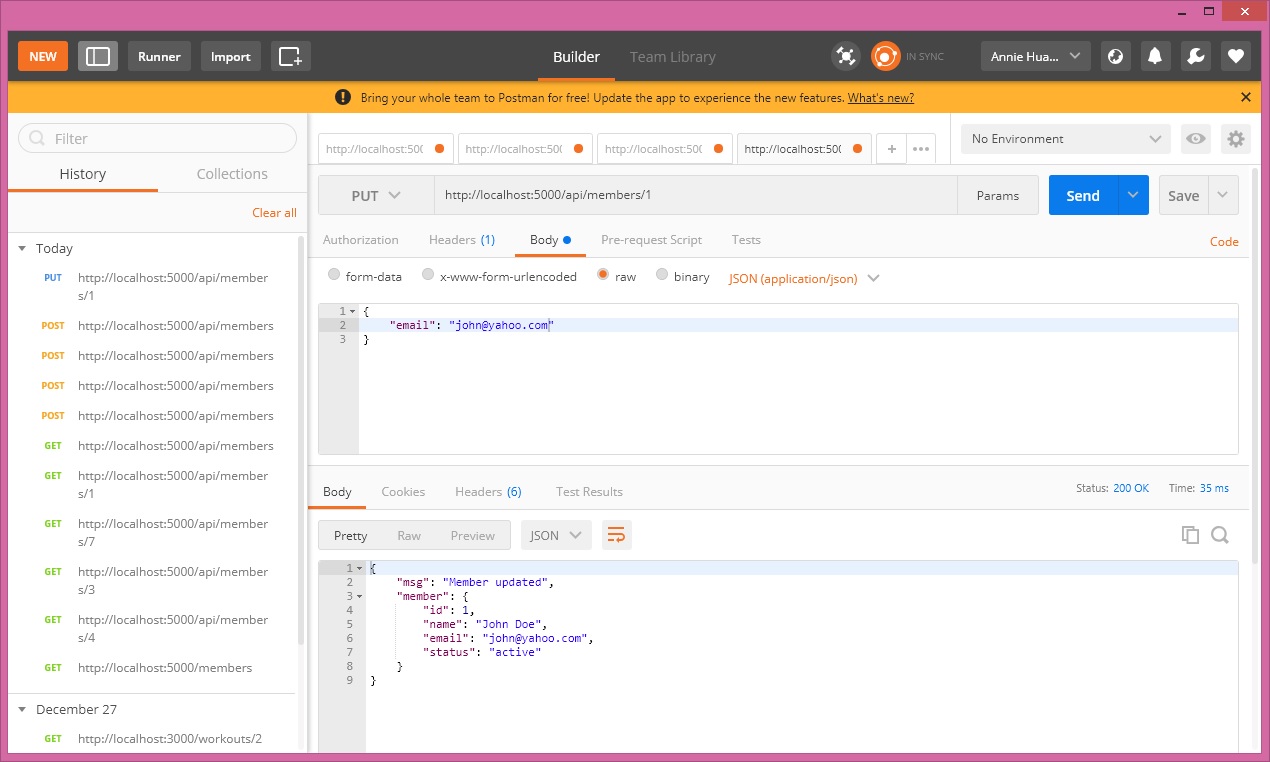 NEW Runner Import Builder Team Library IN SYNC Annie Hua...
Bring your whole team to Postman for free! Update the app to experience the new features. What's new?
Filter
History Collections
Clear all
Today
PUT http://localhost:5000/api/member
s/1
POST http://localhost:5000/api/members
POST http://localhost:5000/api/members
POST http://localhost:5000/api/members
POST http://localhost:5000/api/members
GET http://localhost:5000/api/members
GET http://localhost:5000/api/member
s/1
GET http://localhost:5000/api/member
s/7
GET http://localhost:5000/api/member
s/3
GET http://localhost:5000/api/member
s/4
GET http://localhost:5000/members
December 27
GET http://localhost:3000/workouts/2
http://localhost:500 http://localhost:500 http://localhost:500 http://localhost:500 + ••• No Environment
PUT http://localhost:5000/api/members/1 Params Send Save
Authorization Headers (1) Body Pre-request Script Tests Code
form-data x-www-form-urlencoded raw binary JSON (application/json)
1 {
2 "email": "john@yahoo.com"
3 }
Body Cookies Headers (6) Test Results Status: 200 OK Time: 35 ms
Pretty Raw Preview JSON
1 {
2 "msg": "Member updated",
3 "member": {
4 "id": 1,
5 "name": "John Doe",
6 "email": "john@yahoo.com",
7 "status": "active"
8 }
9 }